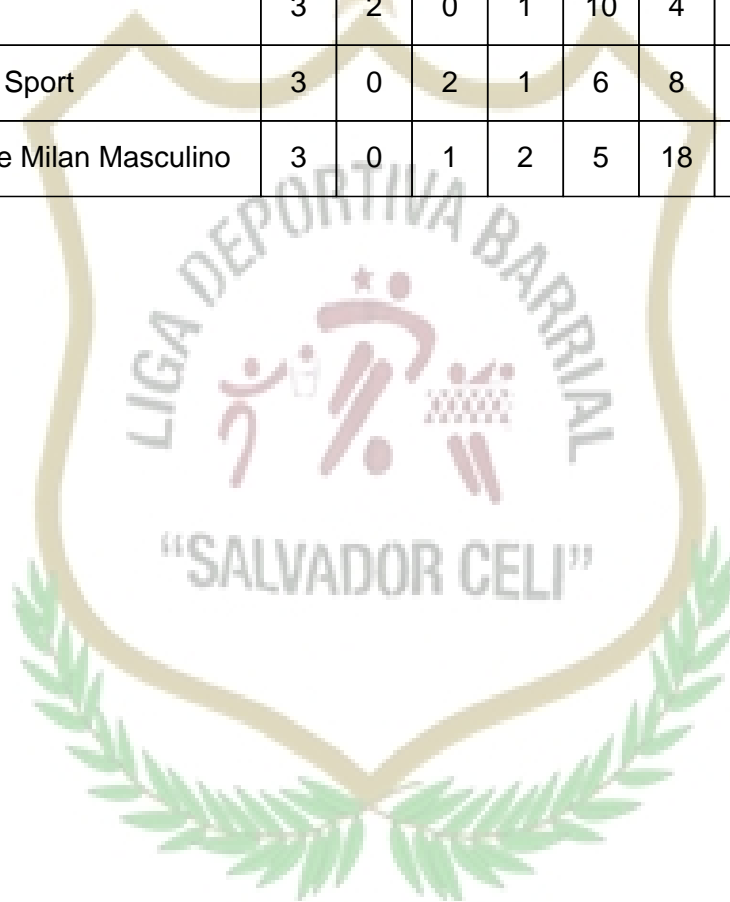 3 2 0 1 10 4
Sport 3 0 2 1 6 8
e Milan Masculino 3 0 1 2 5 18
LIGA DEPORTIVA BARRIAL
“SALVADOR CELI”